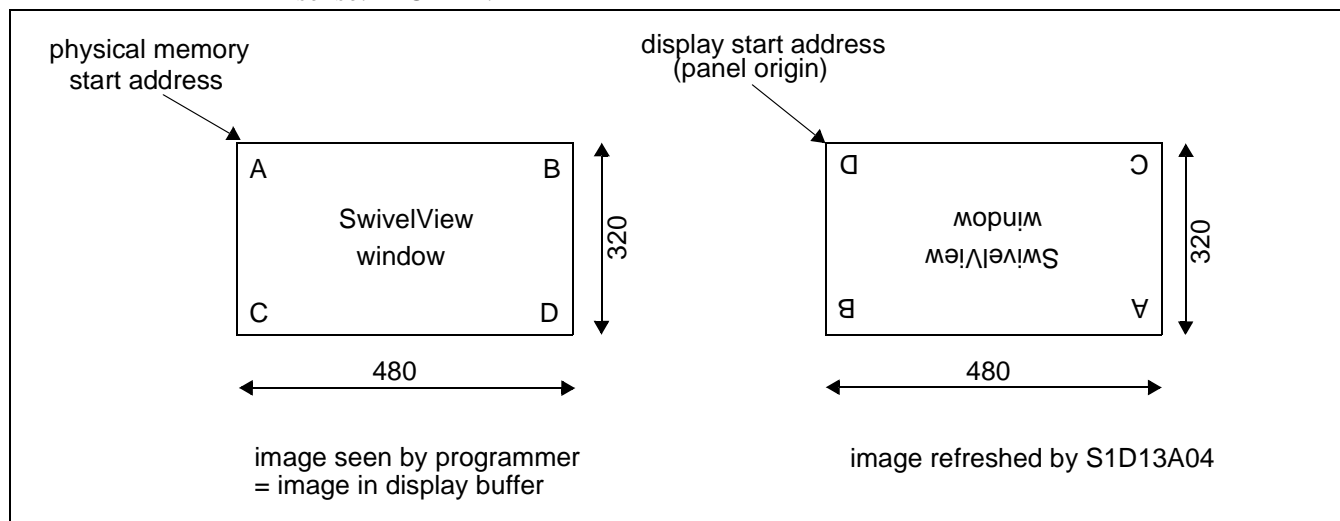 physical memory
start address
A
B
SwivelView
window
C
D
320
480
image seen by programmer
= image in display buffer
display start address
(panel origin)
D
C
window
SwivelView
B
A
320
480
image refreshed by S1D13A04